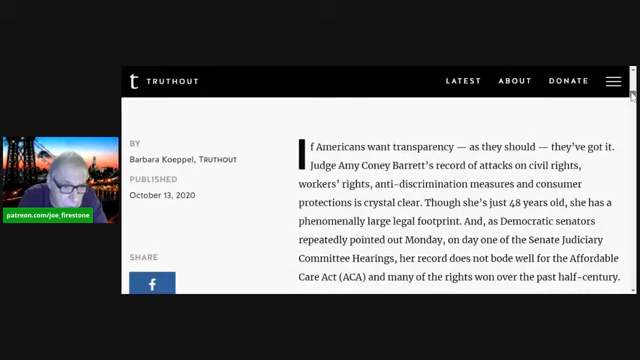 t TRUTHOUT
LATEST ABOUT DONATE
BY
Barbara Koeppel, TRUTHOUT
PUBLISHED
October 13, 2020
SHARE
f
If Americans want transparency — as they should — they've got it.
Judge Amy Coney Barrett's record of attacks on civil rights,
workers' rights, anti-discrimination measures and consumer
protections is crystal clear. Though she's just 48 years old, she has a
phenomenally large legal footprint. And, as Democratic senators
repeatedly pointed out Monday, on day one of the Senate Judiciary
Committee Hearings, her record does not bode well for the Affordable
Care Act (ACA) and many of the rights won over the past half-century.
patreon.com/joe_firestone